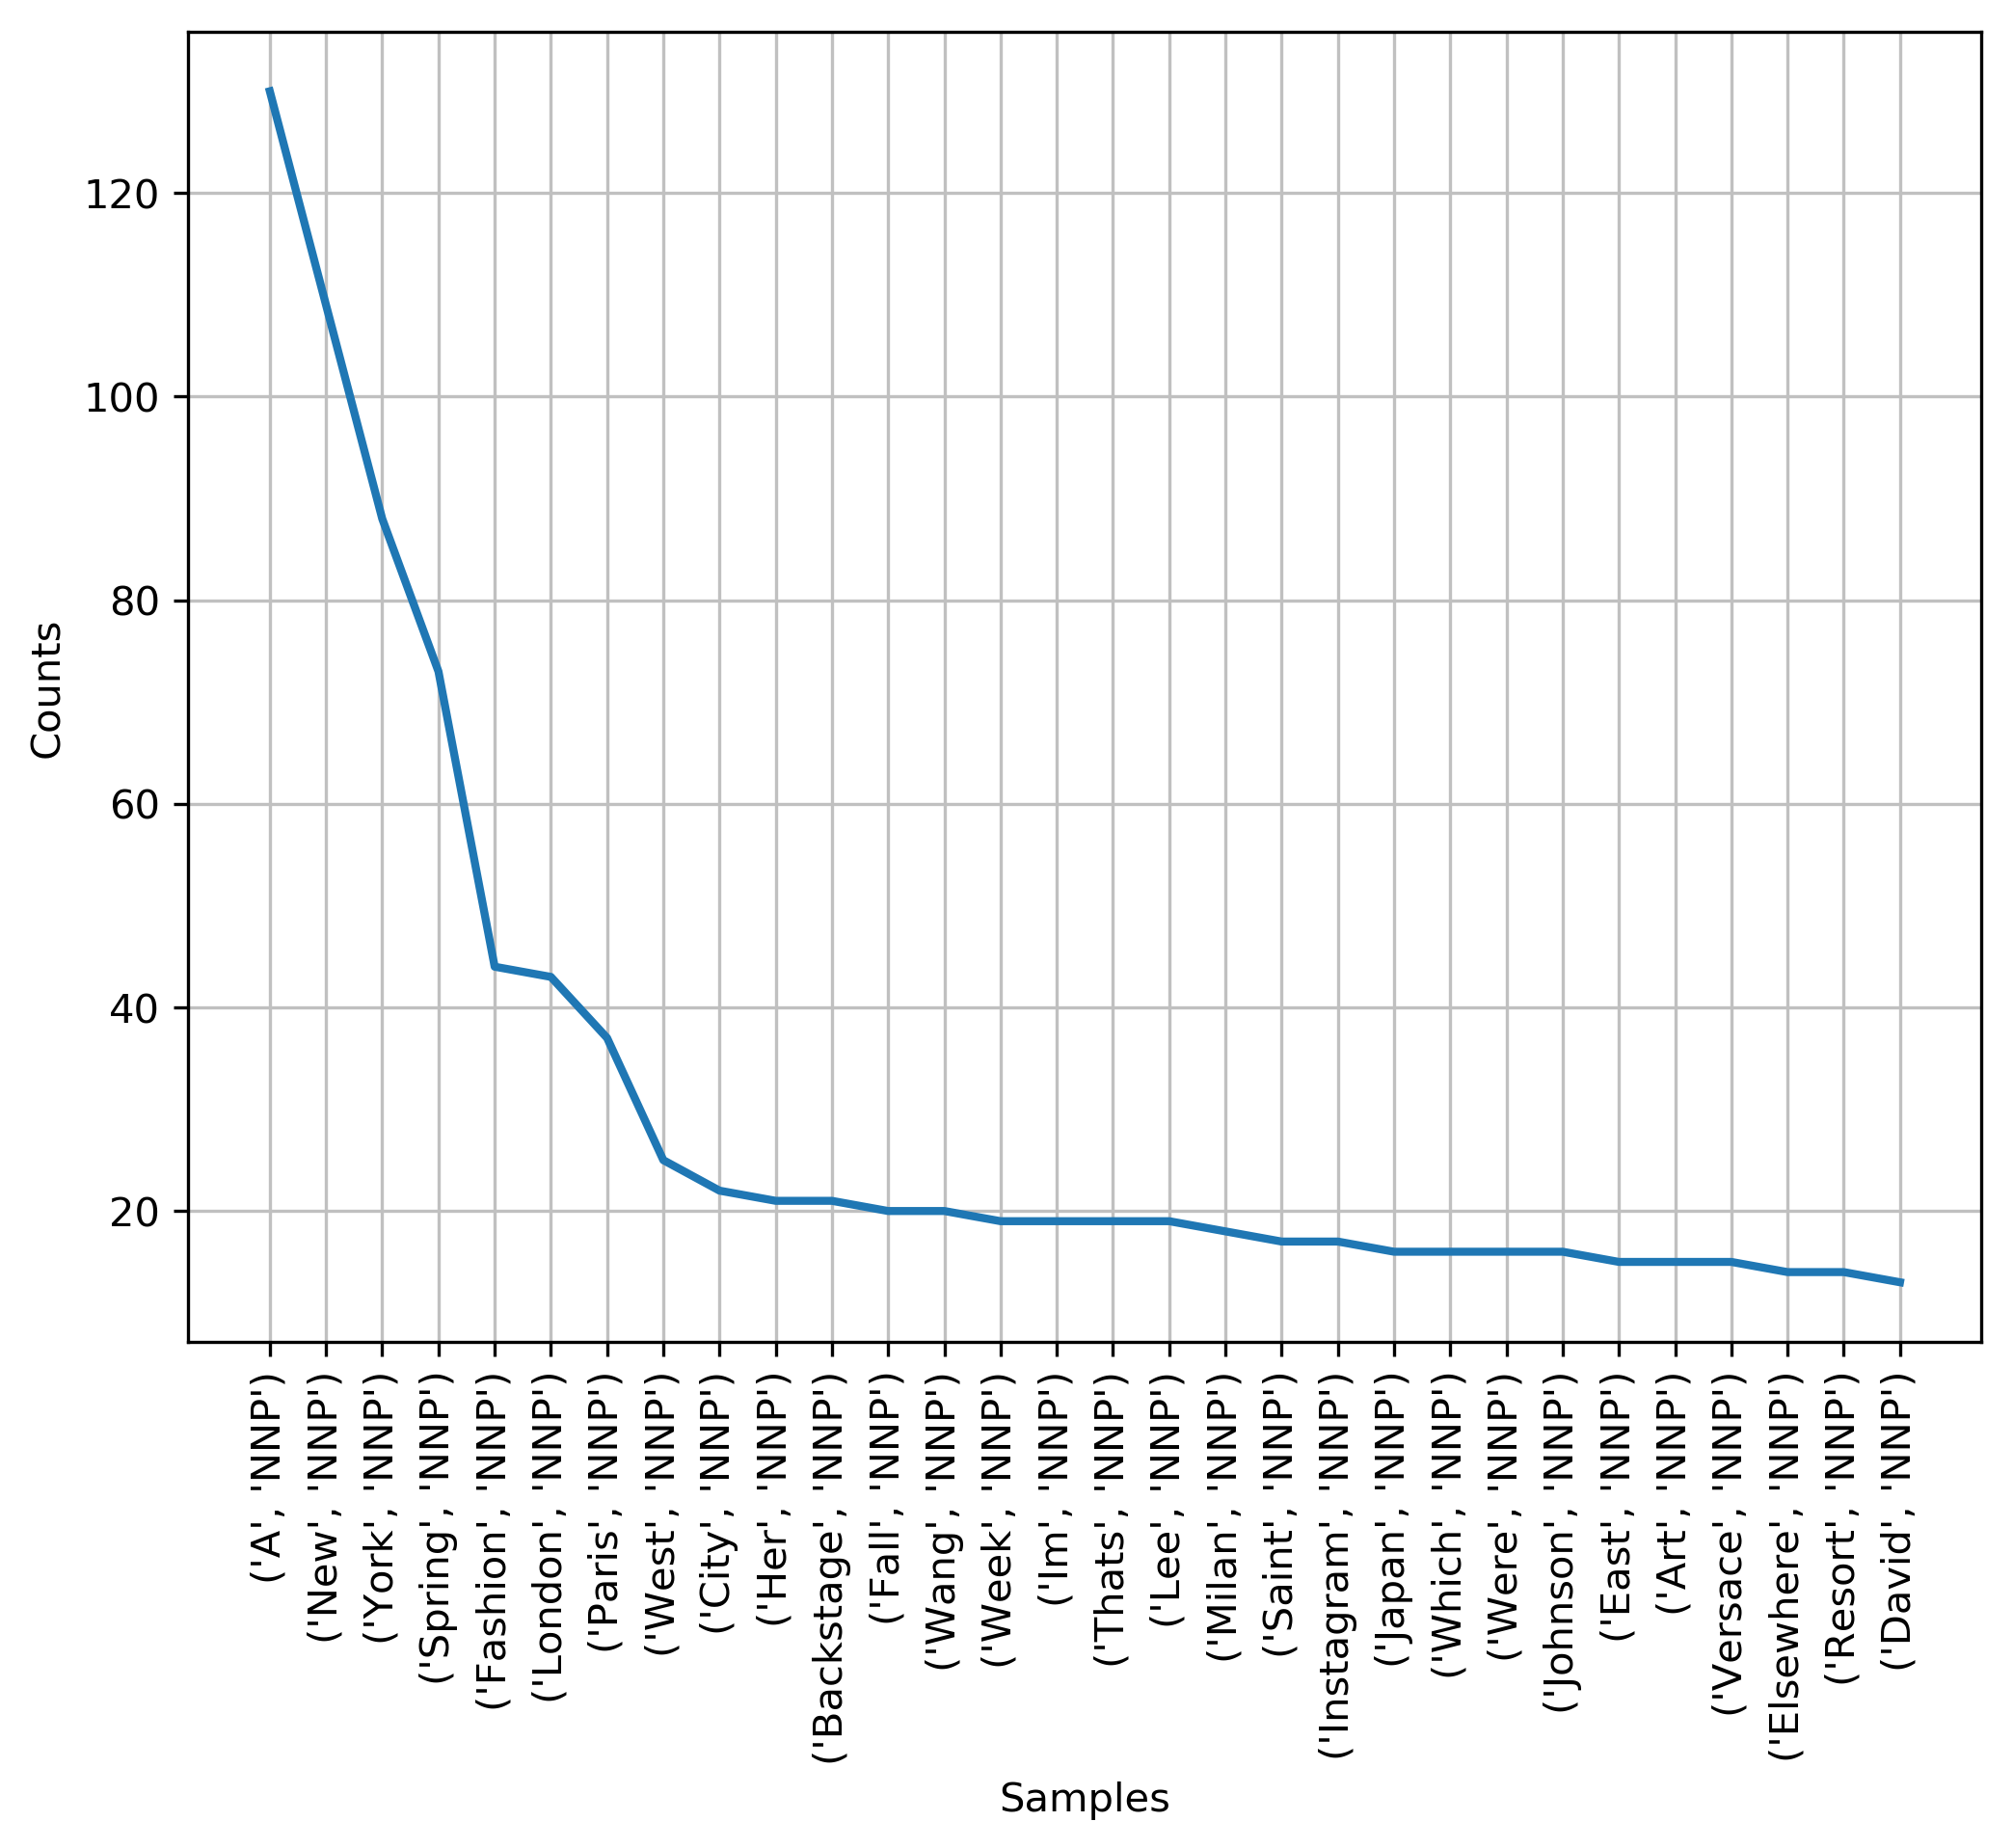 120
100
80
60
40
20
Counts
('A', 'NNP')
('New', 'NNP')
('York', 'NNP')
('Spring', 'NNP')
('Fashion', 'NNP')
('London', 'NNP')
('Paris', 'NNP')
('West', 'NNP')
('City', 'NNP')
('Her', 'NNP')
('Backstage', 'NNP')
('Fall', 'NNP')
('Wang', 'NNP')
('Week', 'NNP')
('Im', 'NNP')
('Thats', 'NNP')
('Lee', 'NNP')
('Milan', 'NNP')
('Saint', 'NNP')
('Instagram', 'NNP')
('Japan', 'NNP')
('Which', 'NNP')
('Were', 'NNP')
('Johnson', 'NNP')
('East', 'NNP')
('Art', 'NNP')
('Versace', 'NNP')
('Elsewhere', 'NNP')
('Resort', 'NNP')
('David', 'NNP')
Samples